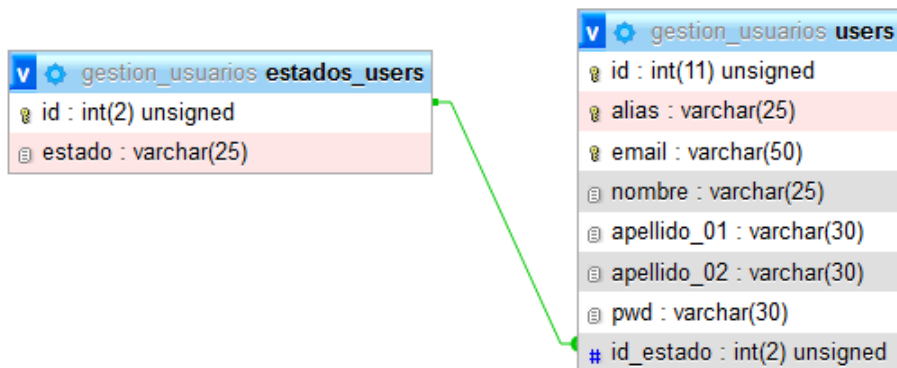 v gestion_usuarios estados_users
id : int(2) unsigned
estado : varchar(25)
v gestion_usuarios users
id : int(11) unsigned
alias : varchar(25)
email : varchar(50)
nombre : varchar(25)
apellido_01 : varchar(30)
apellido_02 : varchar(30)
pwd : varchar(30)
# id_estado : int(2) unsigned